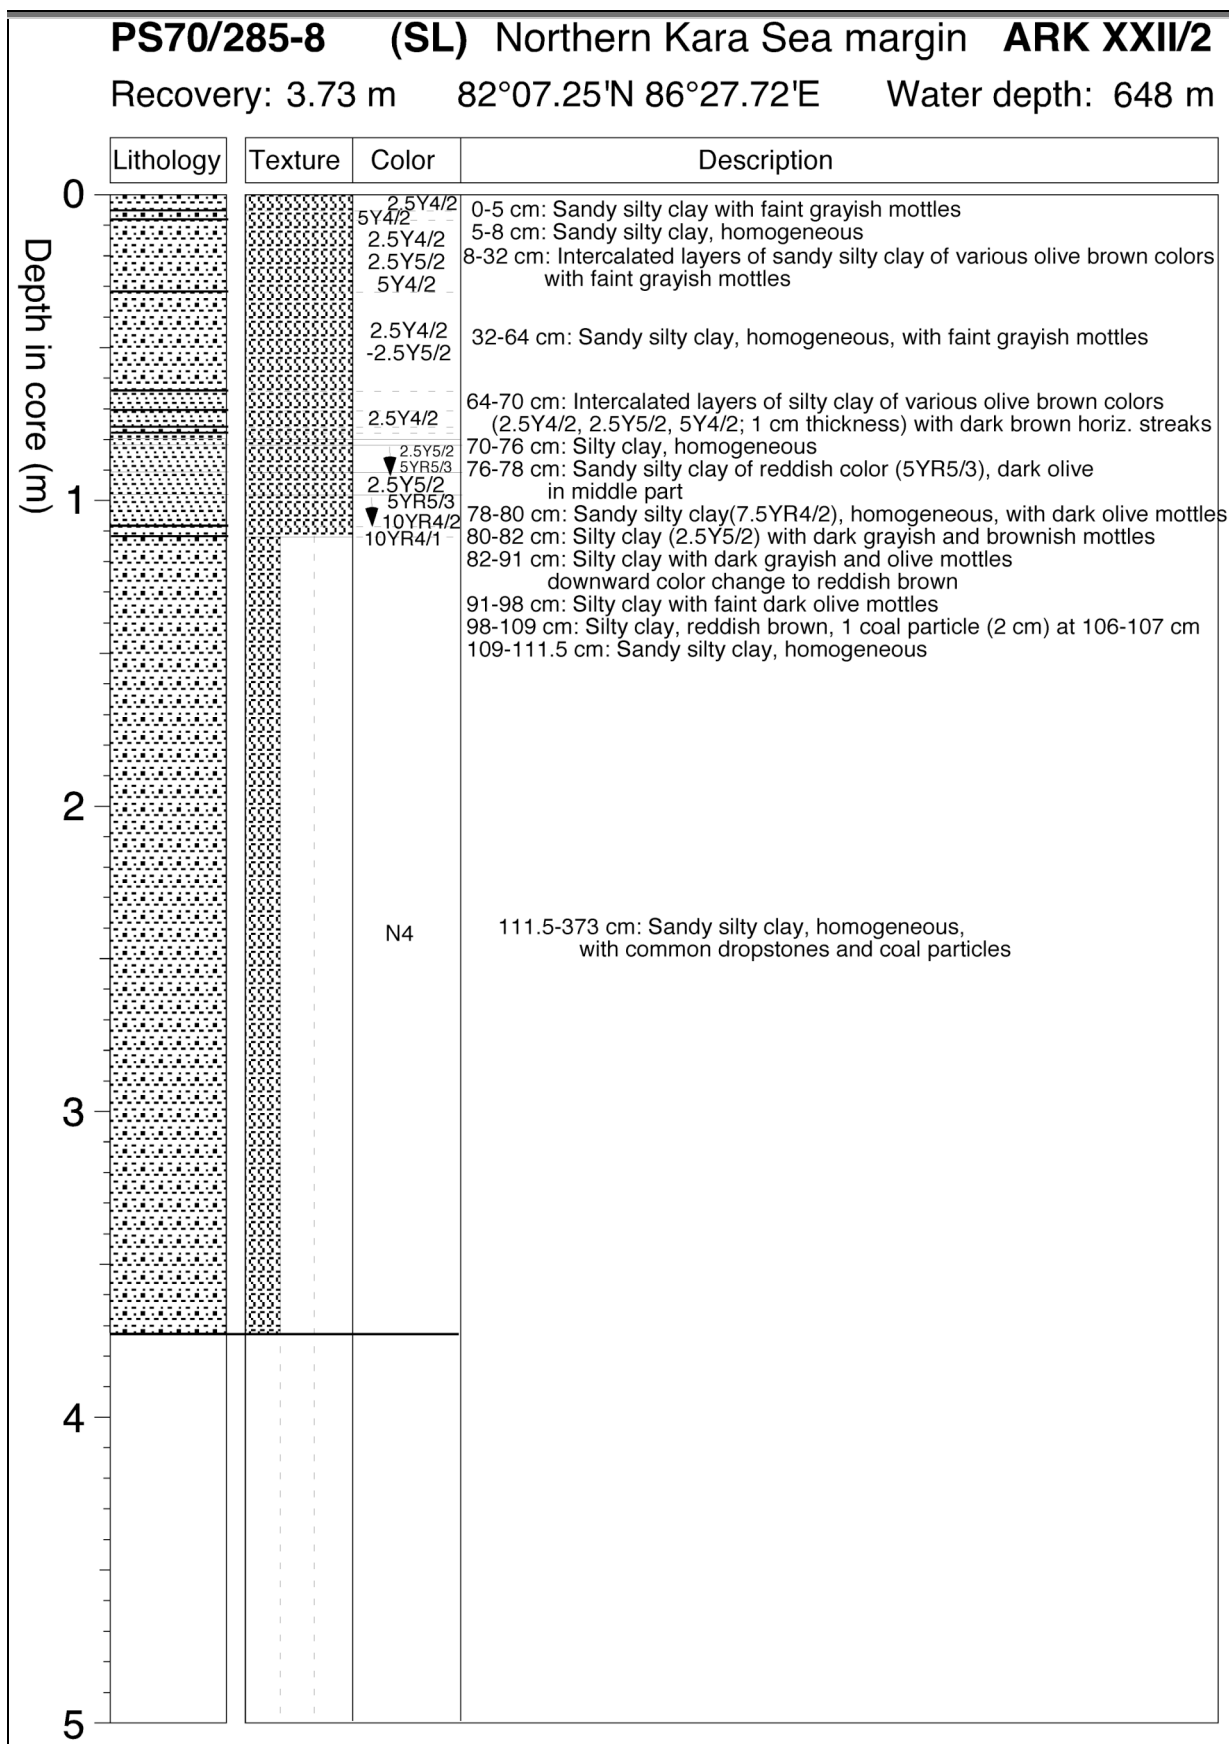 PS70/285-8 (SL) Northern Kara Sea margin ARK XXII/2
Recovery: 3.73 m 82°07.25'N 86°27.72'E Water depth: 648 m
Lithology Texture Color Description
Depth in core (m)
0
1
2
3
4
5
2.5Y4/2
5Y4/2
2.5Y4/2
2.5Y5/2
5Y4/2
2.5Y4/2
-2.5Y5/2
2.5Y4/2
2.5Y5/2
5YR5/3
2.5Y5/2
5YR5/3
10YR4/2
10YR4/1
N4
0-5 cm: Sandy silty clay with faint grayish mottles
5-8 cm: Sandy silty clay, homogeneous
8-32 cm: Intercalated layers of sandy silty clay of various olive brown colors
with faint grayish mottles
32-64 cm: Sandy silty clay, homogeneous, with faint grayish mottles
64-70 cm: Intercalated layers of silty clay of various olive brown colors
(2.5Y4/2, 2.5Y5/2, 5Y4/2; 1 cm thickness) with dark brown horiz. streaks
70-76 cm: Silty clay, homogeneous
76-78 cm: Sandy silty clay of reddish color (5YR5/3), dark olive
in middle part
78-80 cm: Sandy silty clay(7.5YR4/2), homogeneous, with dark olive mottles
80-82 cm: Silty clay (2.5Y5/2) with dark grayish and brownish mottles
82-91 cm: Silty clay with dark grayish and olive mottles
downward color change to reddish brown
91-98 cm: Silty clay with faint dark olive mottles
98-109 cm: Silty clay, reddish brown, 1 coal particle (2 cm) at 106-107 cm
109-111.5 cm: Sandy silty clay, homogeneous
111.5-373 cm: Sandy silty clay, homogeneous,
with common dropstones and coal particles